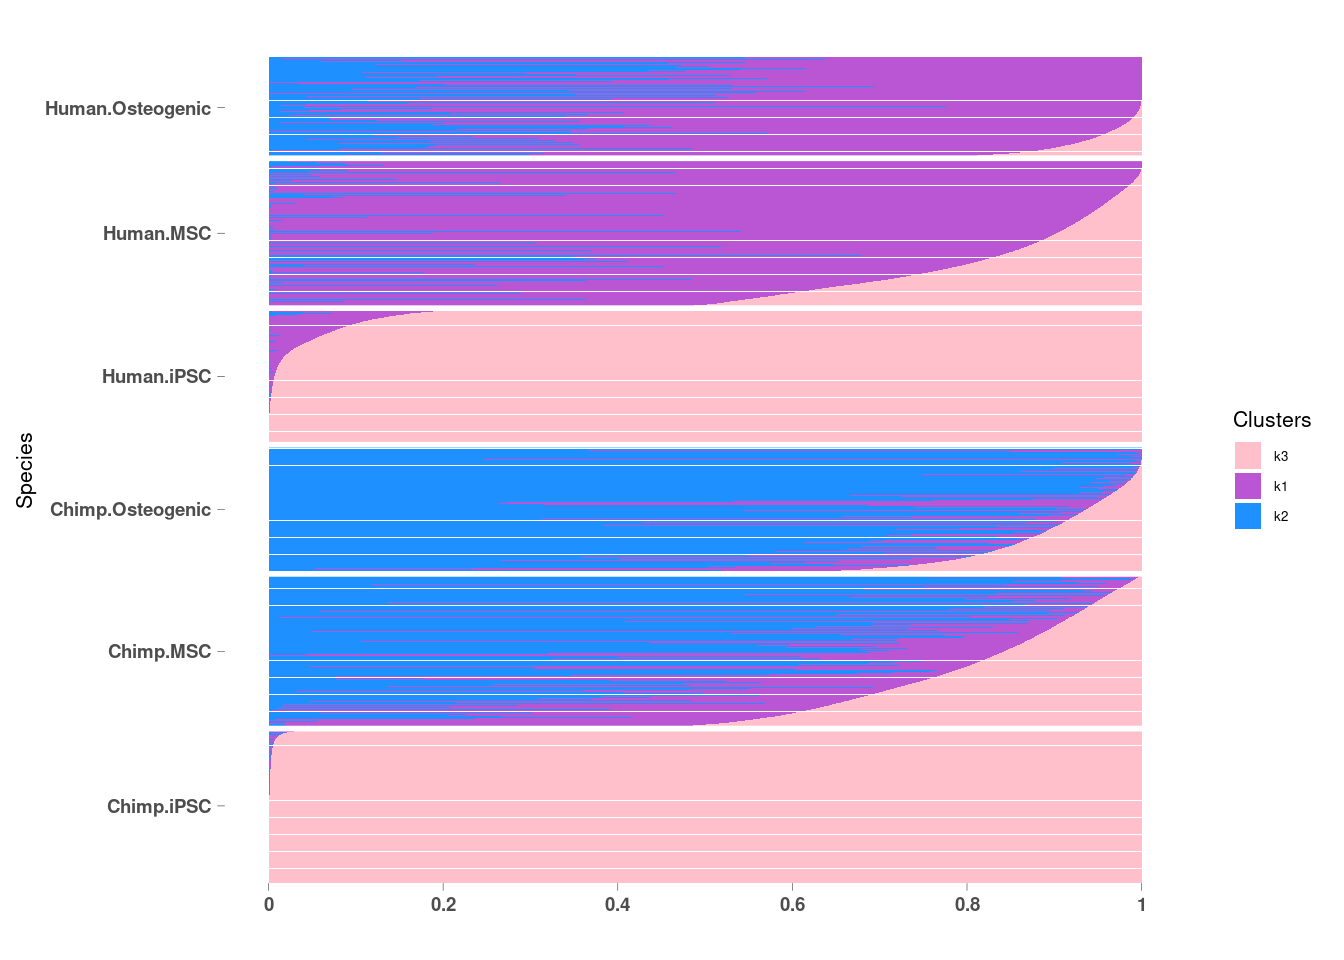 Human.Osteogenic
Human.MSC
Human.iPSC
Chimp.Osteogenic
Chimp.MSC
Chimp.iPSC
Species
0 0.2 0.4 0.6 0.8 1
Clusters
k3
k1
k2